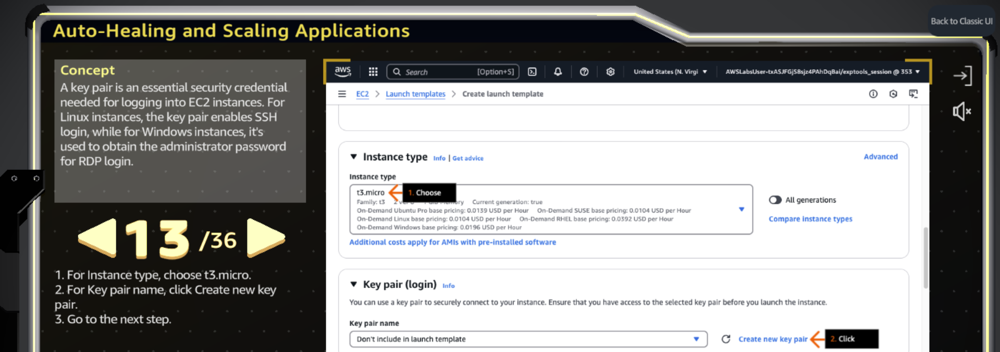 Back to Classic UI
Auto-Healing and Scaling Applications
Concept
A key pair is an essential security credential
needed for logging into EC2 instances. For
Linux instances, the key pair enables SSH
login, while for Windows instances, it's
used to obtain the administrator password
for RDP login.
13 /36
1. For Instance type, choose t3.micro.
2. For Key pair name, click Create new key
pair.
3. Go to the next step.
aws Search [Option+S] United States (N. Virgi AWSLabsUser-txASJFGjS8sjz4PAhDqBai/exptools_session @ 353
EC2 > Launch templates > Create launch template
Instance type Info | Get advice Advanced
Instance type
t3.micro 1. Choose
Family: t3 Current generation: true
All generations
On-Demand Ubuntu Pro base pricing: 0.0139 USD per Hour On-Demand SUSE base pricing: 0.0104 USD per Hour
On-Demand Linux base pricing: 0.0104 USD per Hour On-Demand RHEL base pricing: 0.0392 USD per Hour
Compare instance types
On-Demand Windows base pricing: 0.0196 USD per Hour
Additional costs apply for AMIs with pre-installed software
Key pair (login) Info
You can use a key pair to securely connect to your instance. Ensure that you have access to the selected key pair before you launch the instance.
Key pair name
Don't include in launch template Create new key pair 2. Click